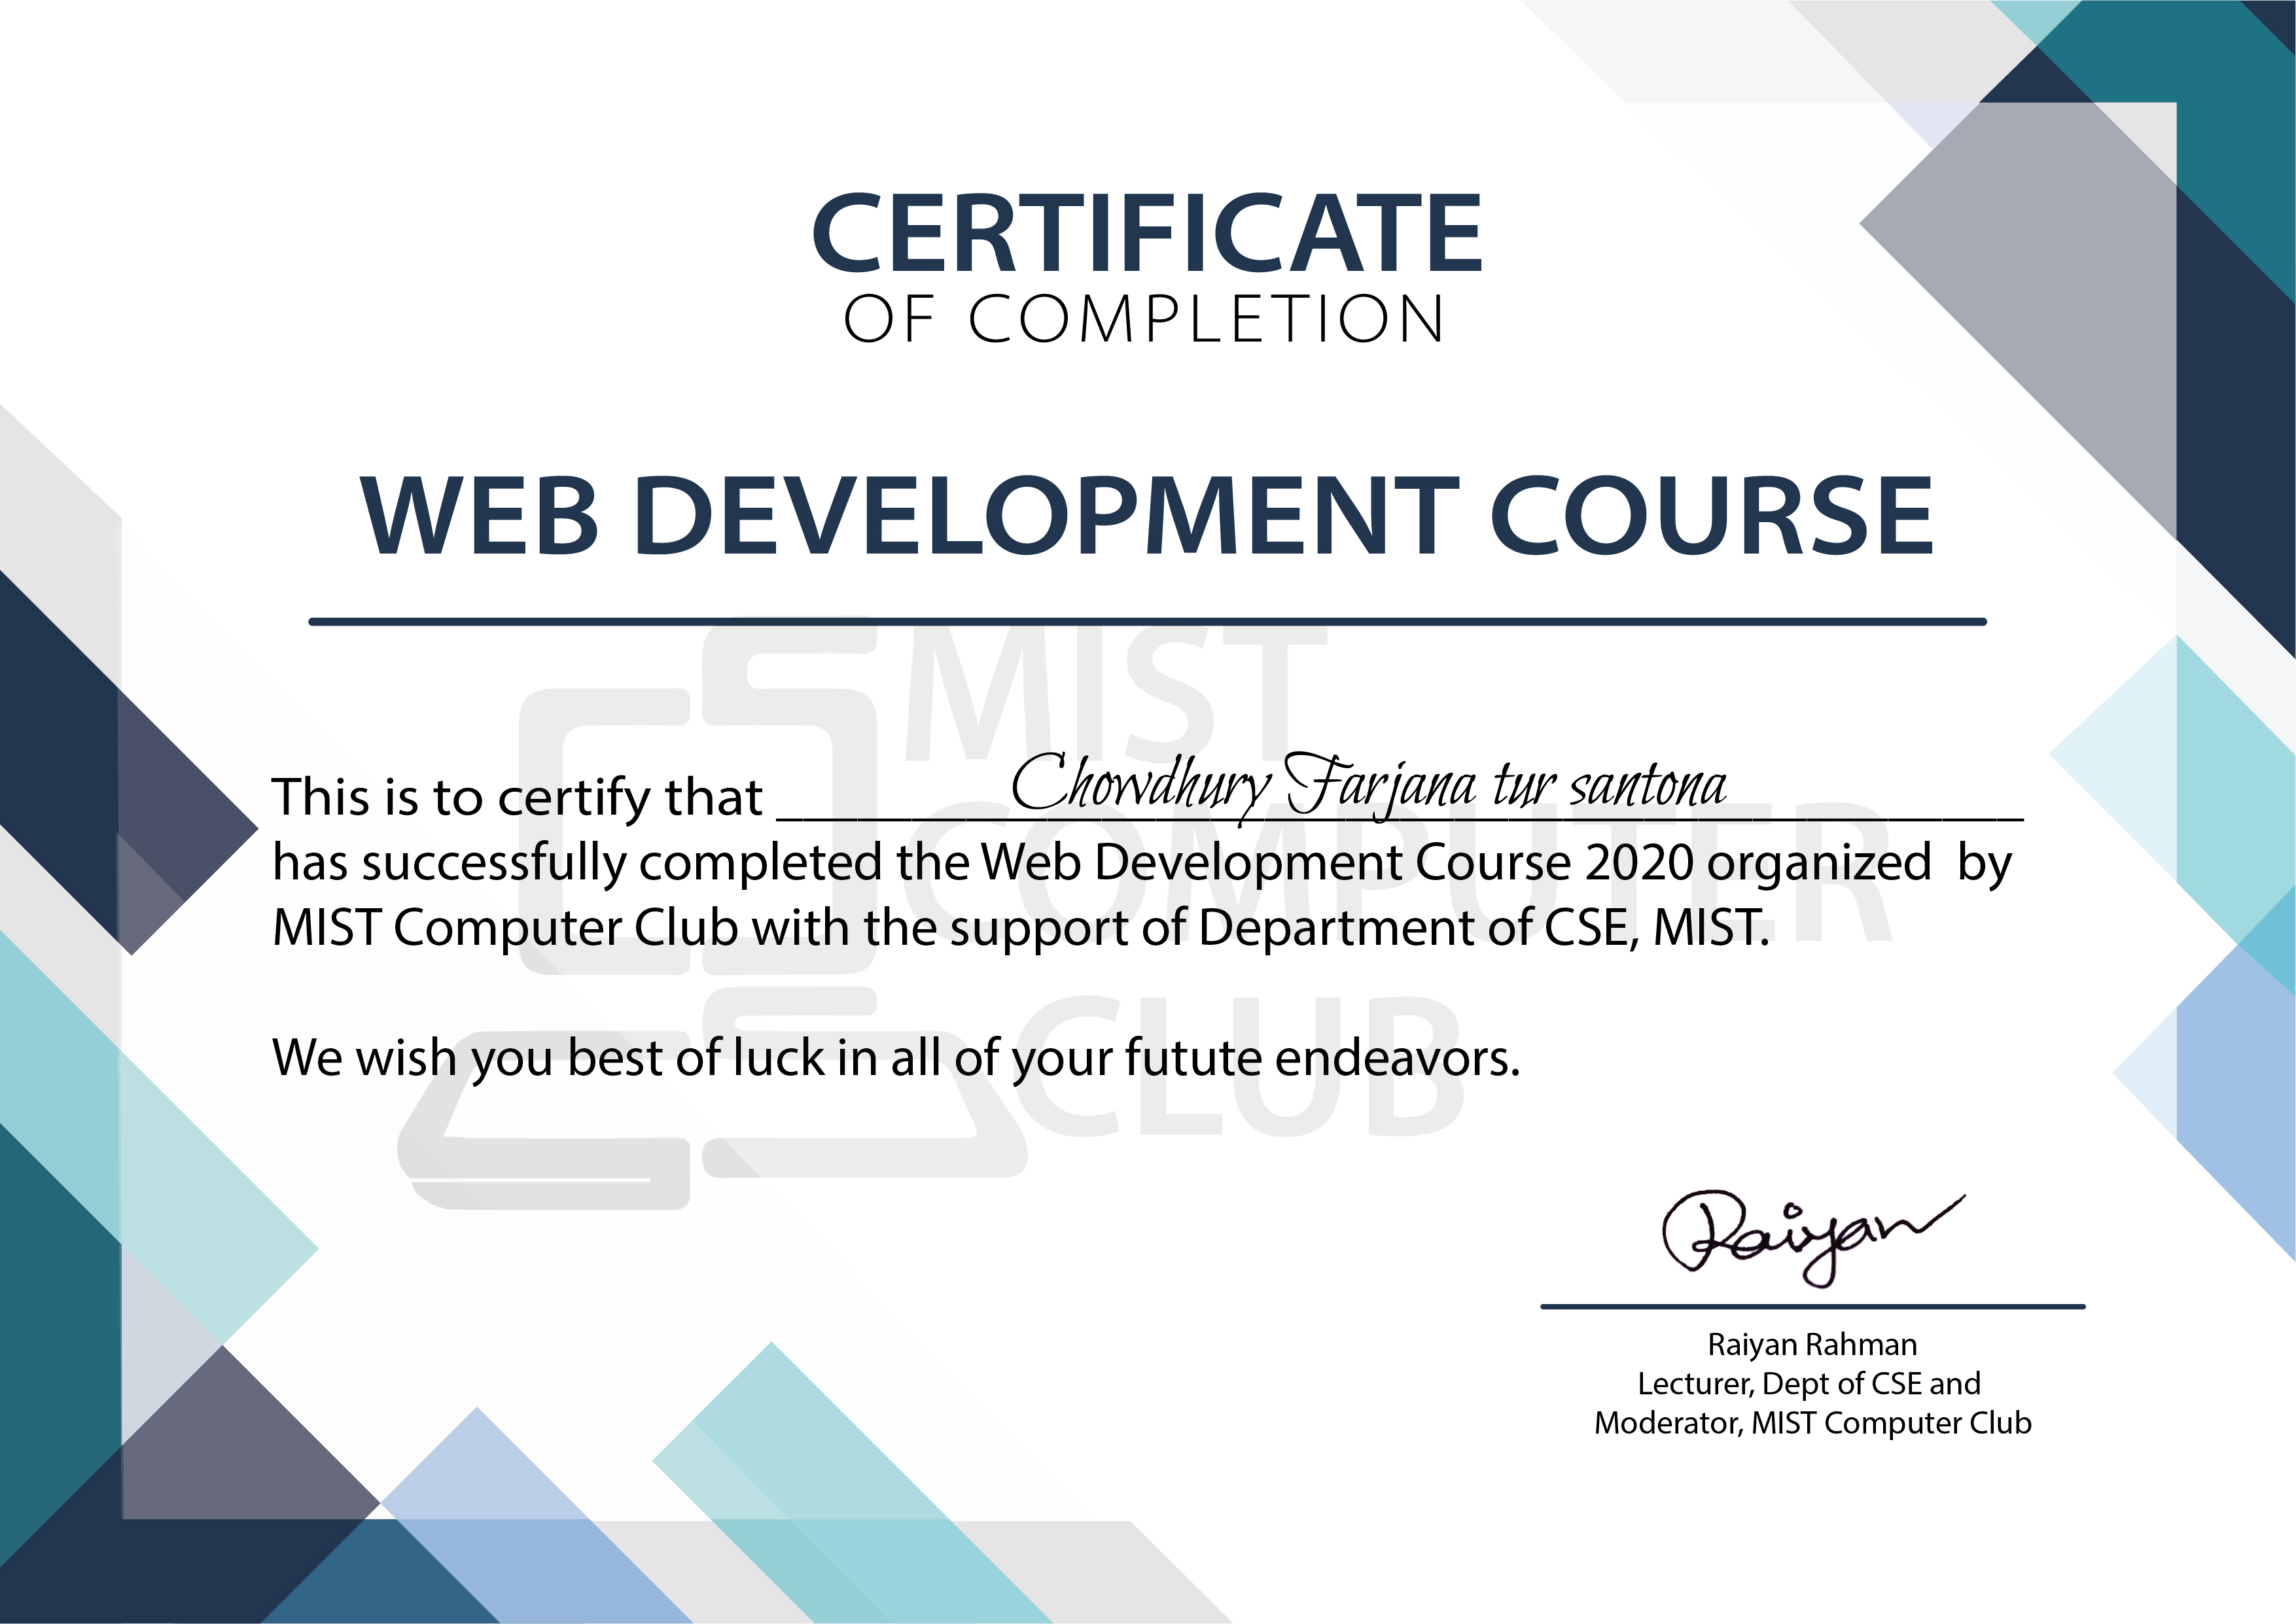 CERTIFICATE
OF COMPLETION
WEB DEVELOPMENT COURSE
MIST
COMPUTER
CLUB
This is to certify that Chowdhury Farjana tur santona
has successfully completed the Web Development Course 2020 organized by
MIST Computer Club with the support of Department of CSE, MIST.
We wish you best of luck in all of your futute endeavors.
Raiyan
Raiyan Rahman
Lecturer, Dept of CSE and
Moderator, MIST Computer Club